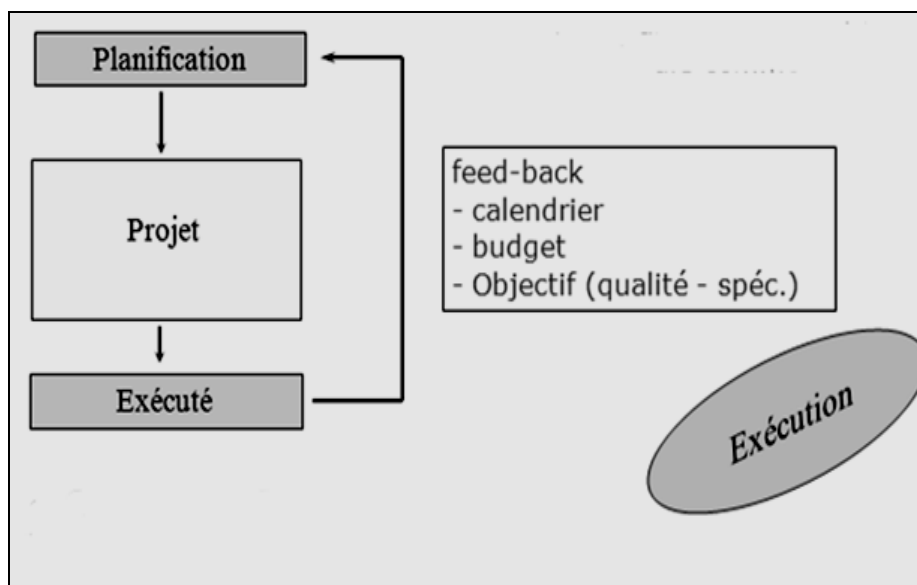 Planification
Projet
Exécuté
feed-back
- calendrier
- budget
- Objectif (qualité - spéc.)
Exécution